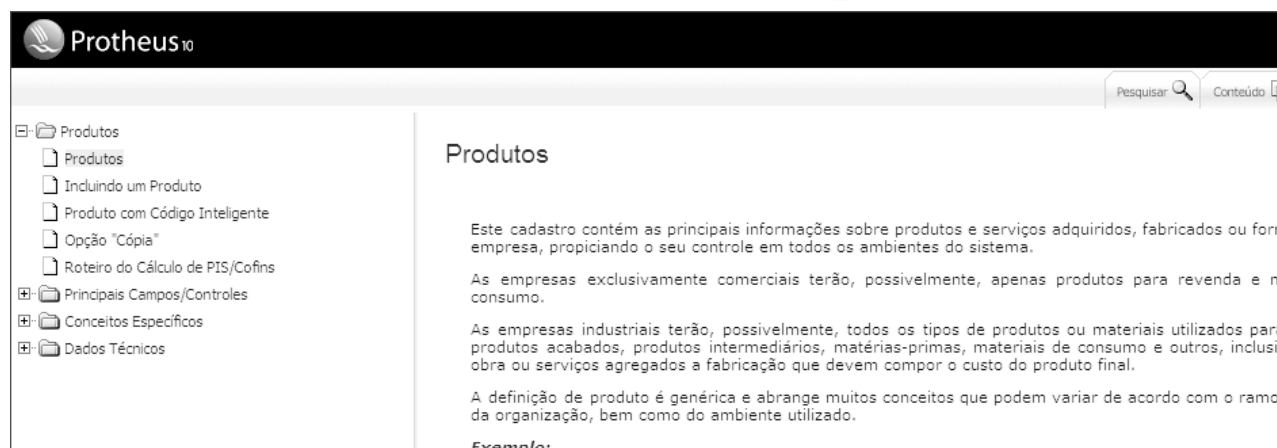 Protheus 10
Pesquisar
Conteúdo
Produtos
Produtos
Incluindo um Produto
Produto com Código Inteligente
Opção "Cópia"
Roteiro do Cálculo de PIS/Cofins
Principais Campos/Controles
Conceitos Específicos
Dados Técnicos
Produtos
Este cadastro contém as principais informações sobre produtos e serviços adquiridos, fabricados ou
empresa, propiciando o seu controle em todos os ambientes do sistema.
As empresas exclusivamente comerciais terão, possivelmente, apenas produtos para revenda e
consumo.
As empresas industriais terão, possivelmente, todos os tipos de produtos ou materiais utilizados
produtos acabados, produtos intermediários, matérias-primas, materiais de consumo e outros,
obra ou serviços agregados a fabricação que devem compor o custo do produto final.
A definição de produto é genérica e abrange muitos conceitos que podem variar de acordo com o ramo
da organização, bem como do ambiente utilizado.
Exemplo: